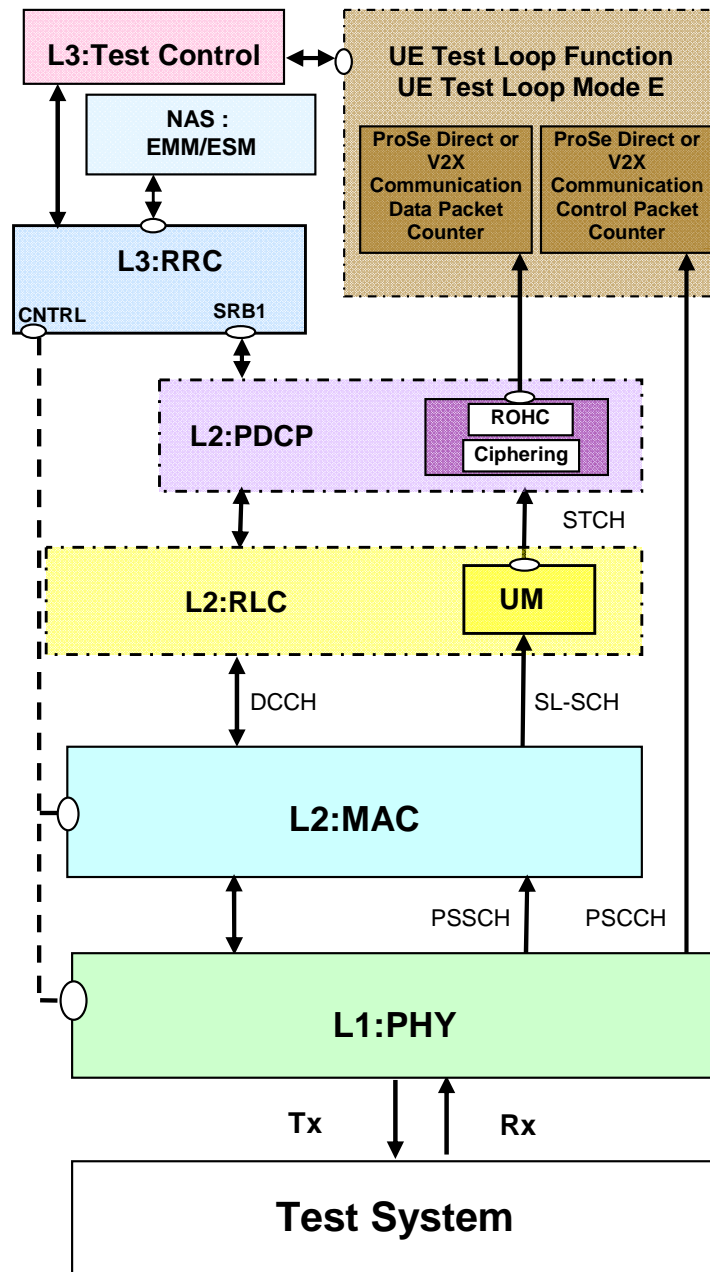 L3:Test Control
UE Test Loop Function
UE Test Loop Mode E
NAS :
EMM/ESM
ProSe Direct or
V2X
Communication
Data Packet
Counter
ProSe Direct or
V2X
Communication
Control Packet
Counter
L3:RRC
CNTRL
SRB1
L2:PDCP
ROHC
Ciphering
STCH
L2:RLC
UM
DCCH
SL-SCH
L2:MAC
PSSCH
PSCCH
L1:PHY
Tx
Rx
Test System